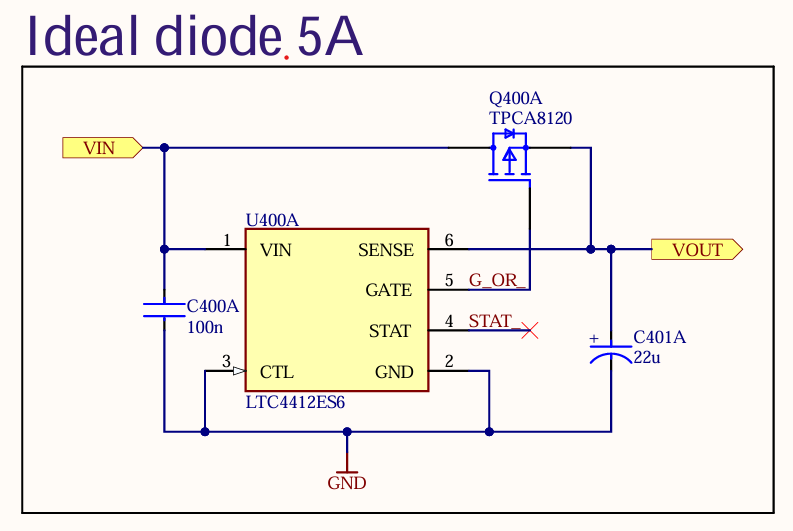 Ideal diode 5A
Q400A
TPCA8120
VIN
U400A
1 VIN SENSE 6
VOUT
GATE 5 G_OR_
C400A
100n
STAT 4 STAT_
+ C401A
22u
3 CTL GND 2
LTC4412ES6
GND